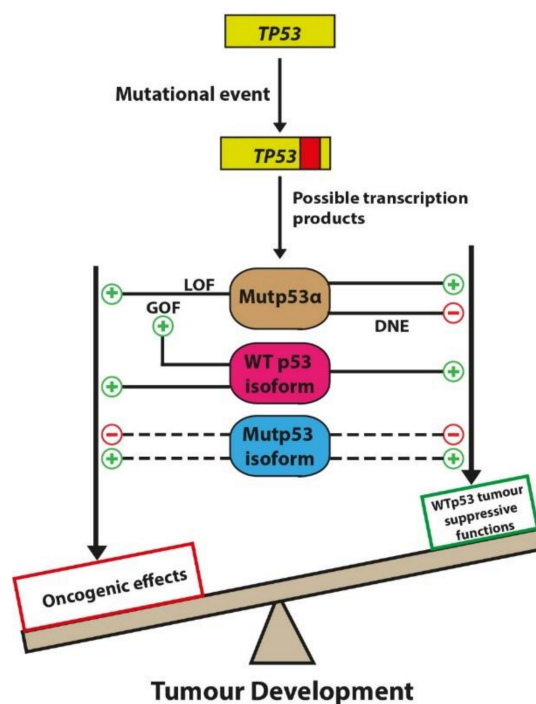 TP53
Mutational event
TP53
Possible transcription
products
LOF
Mutp53α
GOF
DNE
WT p53
isoform
Mutp53
isoform
WTp53 tumour
suppressive
functions
Oncogenic effects
Tumour Development